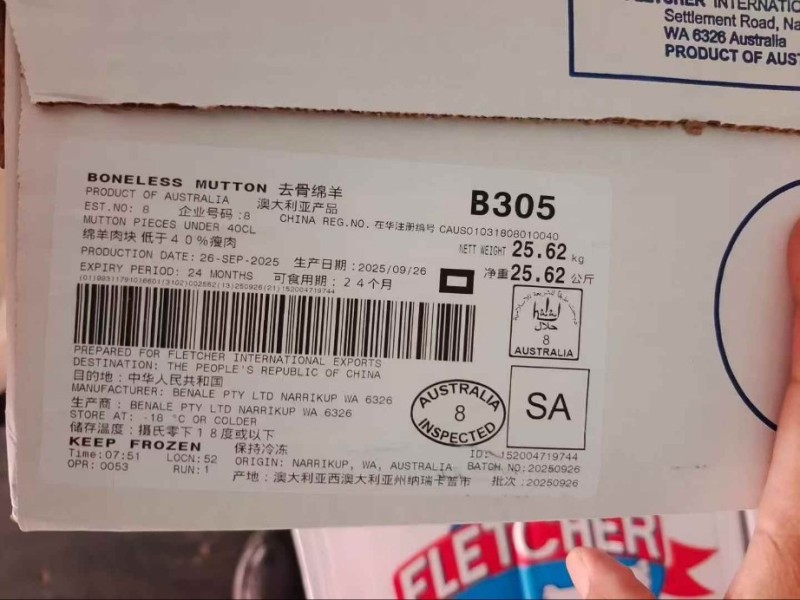 INTERNATIO
Settlement Road, Na
WA 6326 Australia
PRODUCT OF AUST
BONELESS MUTTON 去骨绵羊
B305
PRODUCT OF AUSTRALIA 澳大利亚产品
EST.NO: 8 企业号码:8 CHINA REG.NO. 在华注册编号 CAUS01031808010040
MUTTON PIECES UNDER 40CL
绵羊肉块 低于40%瘦肉
NETT WEIGHT 25.62 kg
PRODUCTION DATE: 26-SEP-2025 生产日期:2025/09/26
净重 25.62 公斤
EXPIRY PERIOD: 24 MONTHS 可食用期:24个月
halal
حلال
8
AUSTRALIA
PREPARED FOR FLETCHER INTERNATIONAL EXPORTS
DESTINATION: THE PEOPLE'S REPUBLIC OF CHINA
目的地:中华人民共和国
MANUFACTURER: BENALE PTY LTD NARRIKUP WA 6326
生产商: BENALE PTY LTD NARRIKUP WA 6326
AUSTRALIA
8
INSPECTED
SA
STORE AT: -18 °C OR COLDER
储存温度:摄氏零下18度或以下
KEEP FROZEN 保持冷冻
ID: 152004719744
Time:07:51 LOCN:52 ORIGIN: NARRIKUP, WA, AUSTRALIA BATCH NO:20250926
OPR: 0053 RUN:1 产地:澳大利亚西澳大利亚州纳瑞卡普市 批次:20250926
FLETCHER